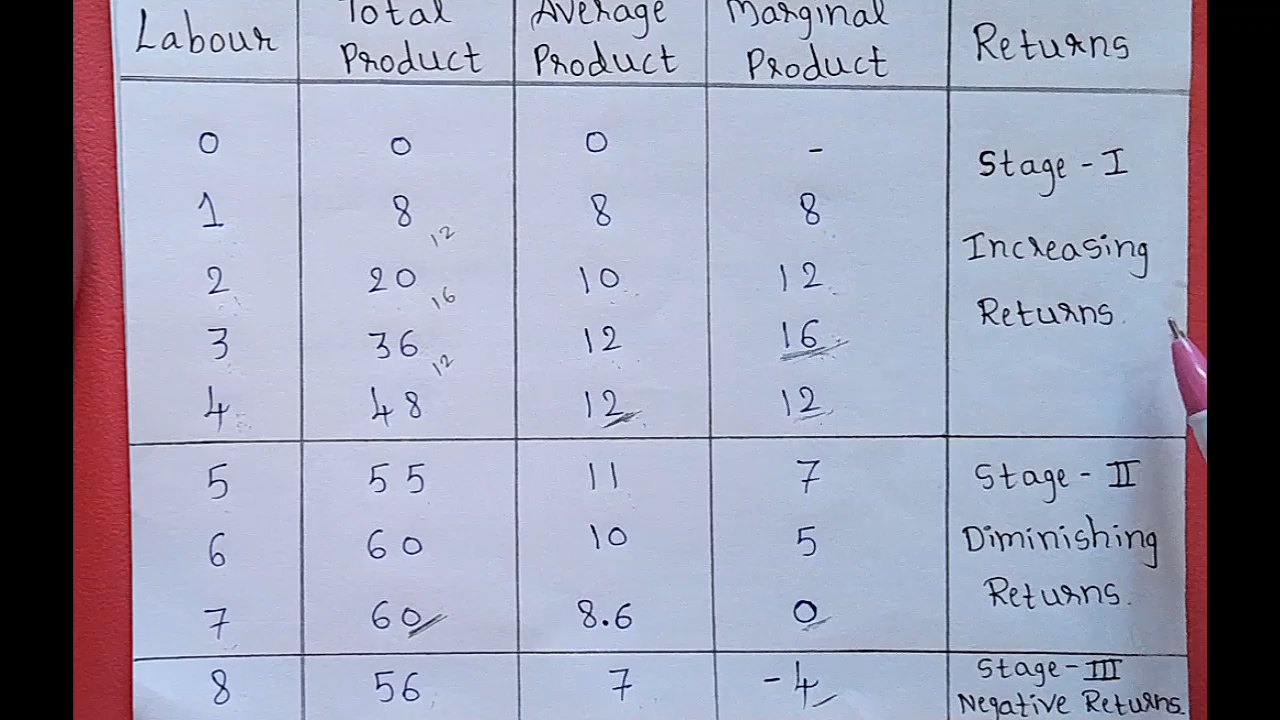 Labour Total Product Average Product Marginal Product Returns
0 0 0 - Stage - I
1 8 8 8
12
Increasing
2 20 10 12
16
Returns.
3 36 12 16
12
4 48 12 12
5 55 11 7 Stage - II
6 60 10 5 Diminishing
Returns.
7 60 8.6 0
8 56 7 -4 Stage - III
Negative Returns.